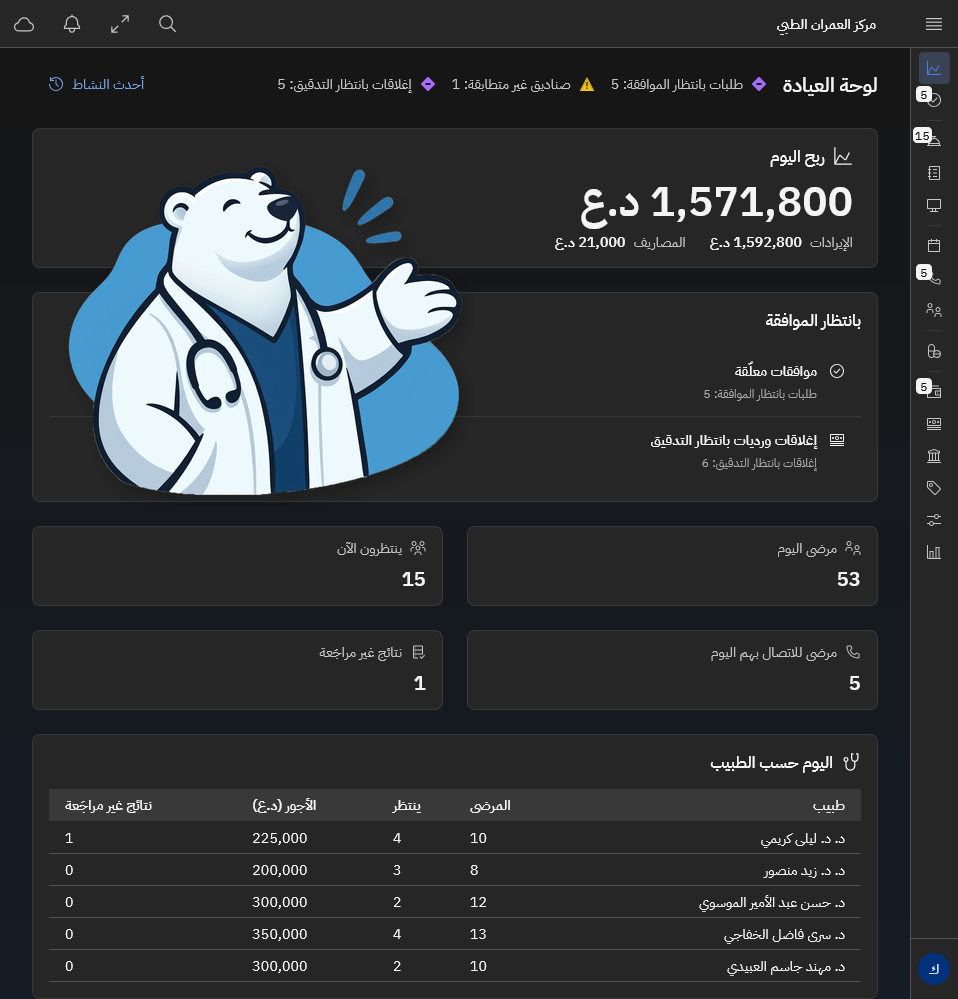 مركز العمران الطبي
لوحة العيادة
طلبات بانتظار الموافقة: 5
صناديق غير متطابقة: 1
إغلاقات بانتظار التدقيق: 5
أحدث النشاط
5
15
5
5
ربح اليوم
1,571,800 د.ع
الإيرادات 1,592,800 د.ع المصاريف 21,000 د.ع
بانتظار الموافقة
موافقات معلّقة
طلبات بانتظار الموافقة: 5
إغلاقات ورديات بانتظار التدقيق
إغلاقات بانتظار التدقيق: 6
مرضى اليوم
53
ينتظرون الآن
15
مرضى للاتصال بهم اليوم
5
نتائج غير مراجَعة
1
اليوم حسب الطبيب
طبيب المرضى ينتظر الأجور (د.ع) نتائج غير مراجَعة
د. د. ليلى كريمي 10 4 225,000 1
د. د. زيد منصور 8 3 200,000 0
د. حسن عبد الأمير الموسوي 12 2 300,000 0
د. سرى فاضل الخفاجي 13 4 350,000 0
د. مهند جاسم العبيدي 10 2 300,000 0
ك